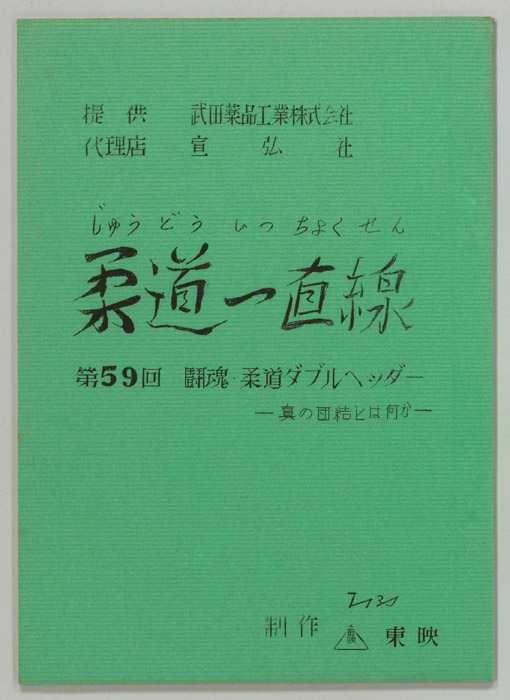 提供 武田薬品工業株式会社
代理店 宣弘社
じゅうどういっちょくせん
柔道一直線
第59回 闘魂・柔道ダブルヘッダー
―真の団結とは何か―
制作 東映